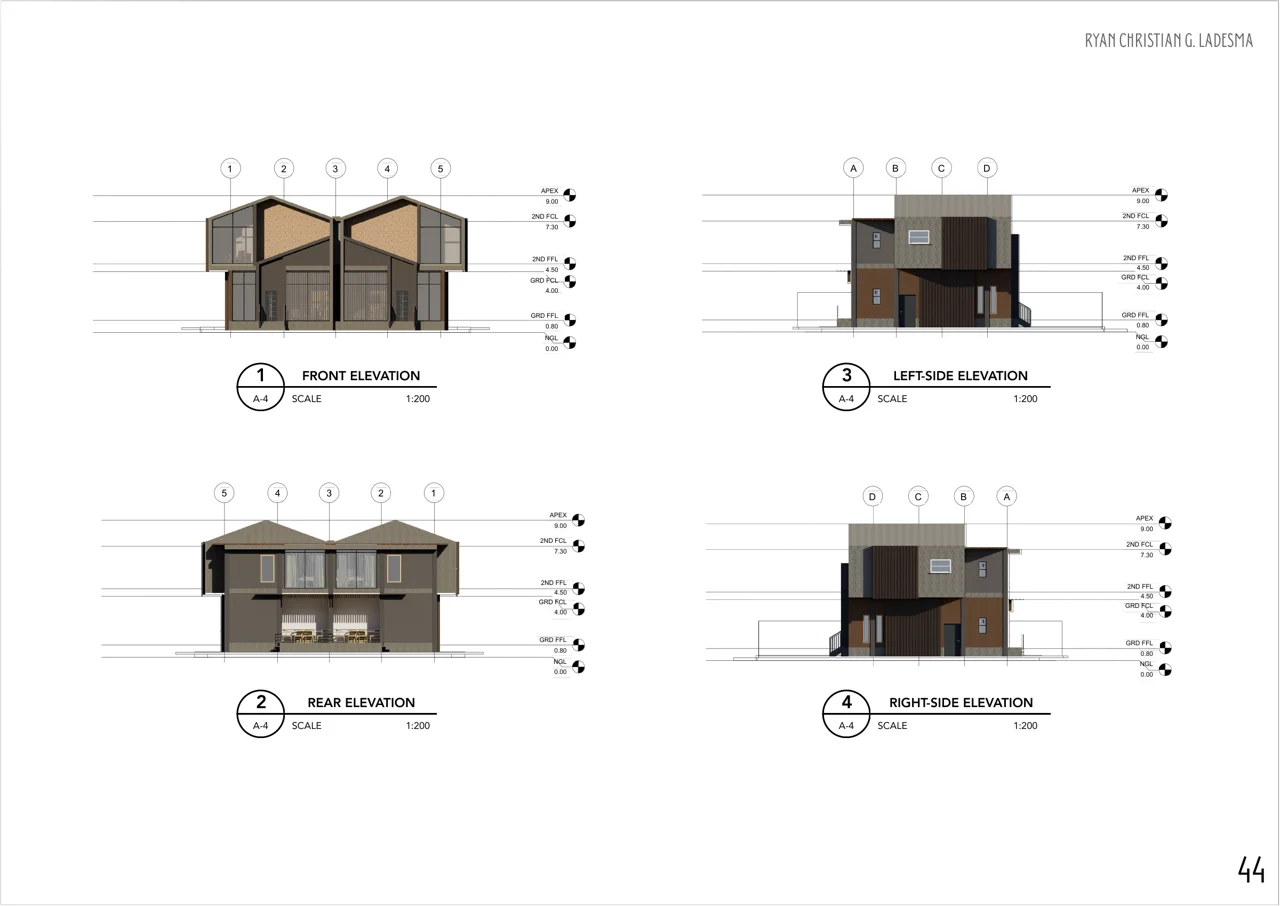 RYAN CHRISTIAN G. LADESMA
1 2 3 4 5
APEX
9.00
2ND FCL
7.30
2ND FFL
4.50
GRD FCL
4.00
GRD FFL
0.80
NGL
0.00
1 FRONT ELEVATION
A-4 SCALE 1:200
A B C D
APEX
9.00
2ND FCL
7.30
2ND FFL
4.50
GRD FCL
4.00
GRD FFL
0.80
NGL
0.00
3 LEFT-SIDE ELEVATION
A-4 SCALE 1:200
5 4 3 2 1
APEX
9.00
2ND FCL
7.30
2ND FFL
4.50
GRD FCL
4.00
GRD FFL
0.80
NGL
0.00
2 REAR ELEVATION
A-4 SCALE 1:200
D C B A
APEX
9.00
2ND FCL
7.30
2ND FFL
4.50
GRD FCL
4.00
GRD FFL
0.80
NGL
0.00
4 RIGHT-SIDE ELEVATION
A-4 SCALE 1:200
44